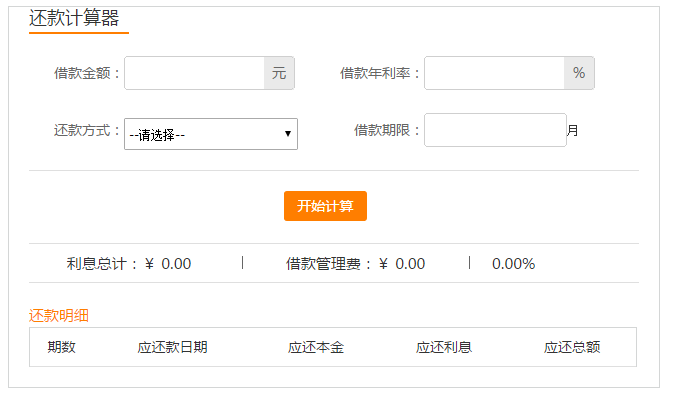 还款计算器
借款金额： 元 借款年利率： %
还款方式： --请选择-- 借款期限： 月
开始计算
利息总计：￥ 0.00 | 借款管理费：￥ 0.00 | 0.00%
还款明细
期数 应还款日期 应还本金 应还利息 应还总额